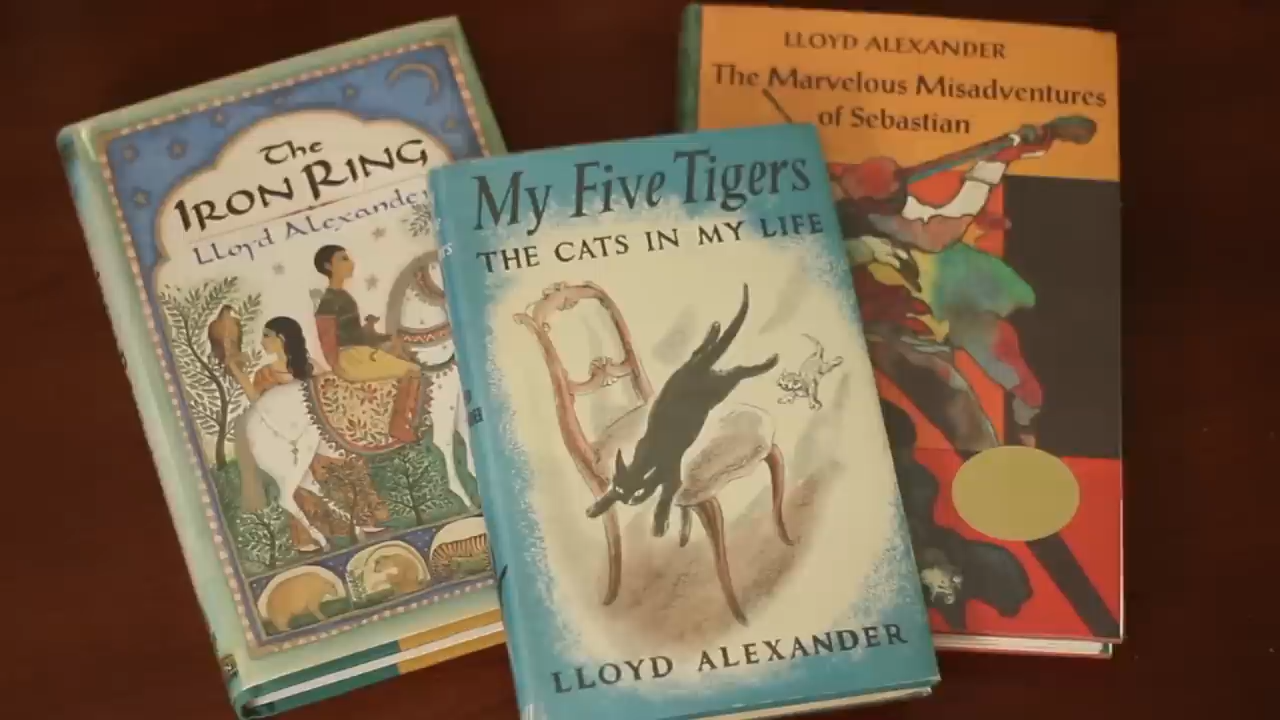 The
IRON RING
Lloyd Alexander
My Five Tigers
THE CATS IN MY LIFE
LLOYD ALEXANDER
LLOYD ALEXANDER
The Marvelous Misadventures
of Sebastian